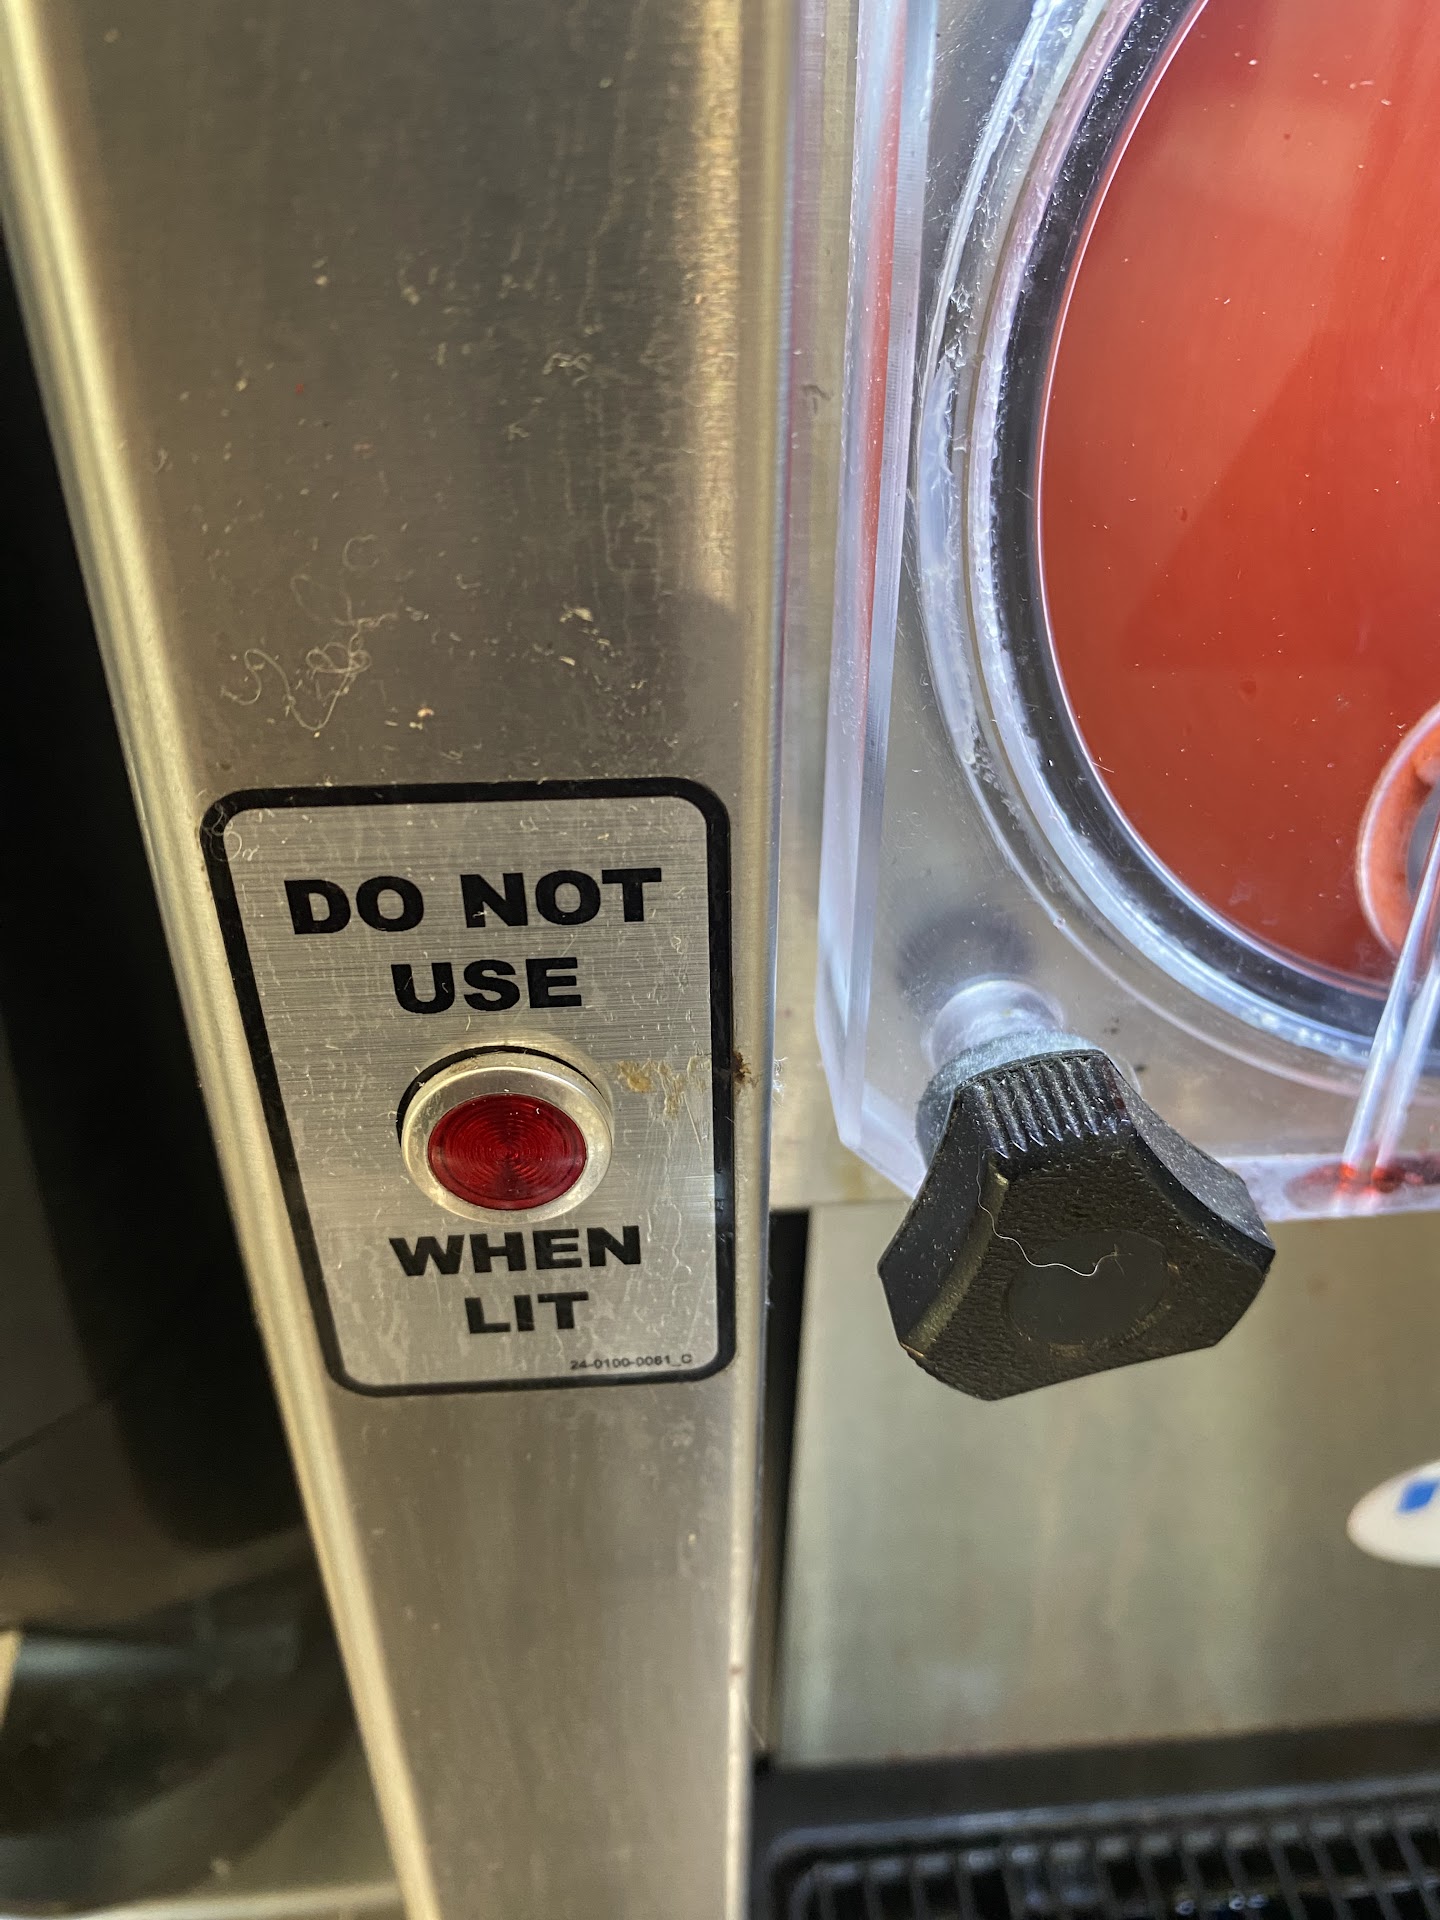 DO NOT
USE
WHEN
LIT
24-0100-0061_C